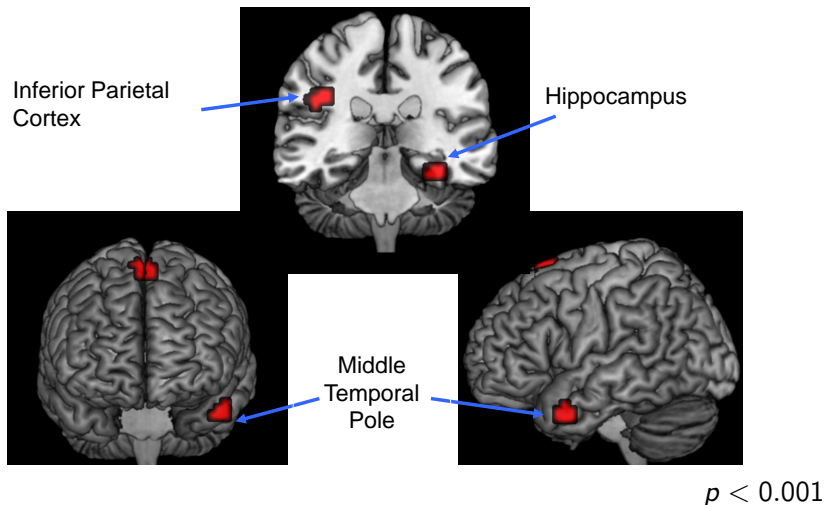 Inferior Parietal
Cortex
Hippocampus
Middle
Temporal
Pole
p < 0.001